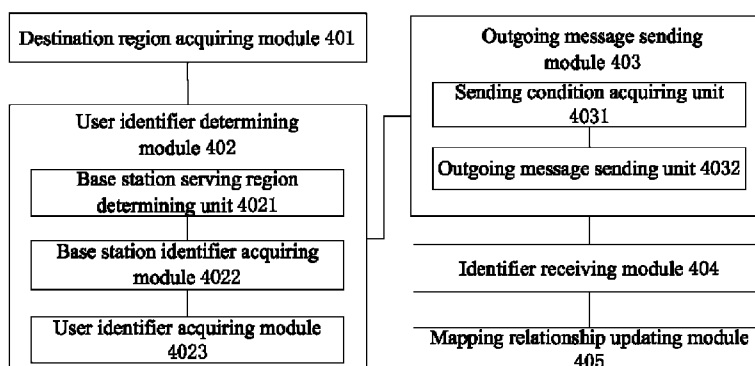 Destination region acquiring module 401
User identifier determining
module 402
Base station serving region
determining unit 4021
Base station identifier acquiring
module 4022
User identifier acquiring module
4023
Outgoing message sending
module 403
Sending condition acquiring unit
4031
Outgoing message sending unit 4032
Identifier receiving module 404
Mapping relationship updating module
405